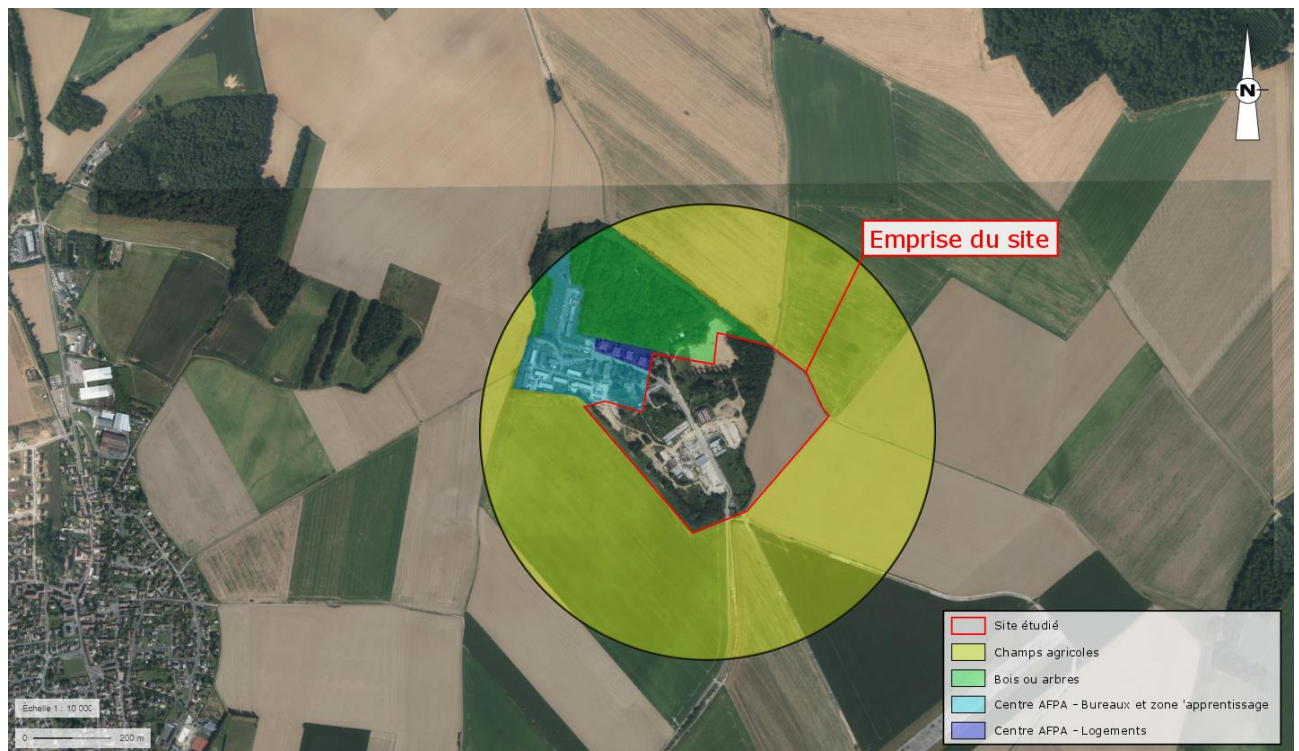 N
Emprise du site
Site étudié
Champs agricoles
Bois ou arbres
Centre AFPA - Bureaux et zone 'apprentissage
Centre AFPA - Logements
Échelle 1 : 10 000
0 200 m